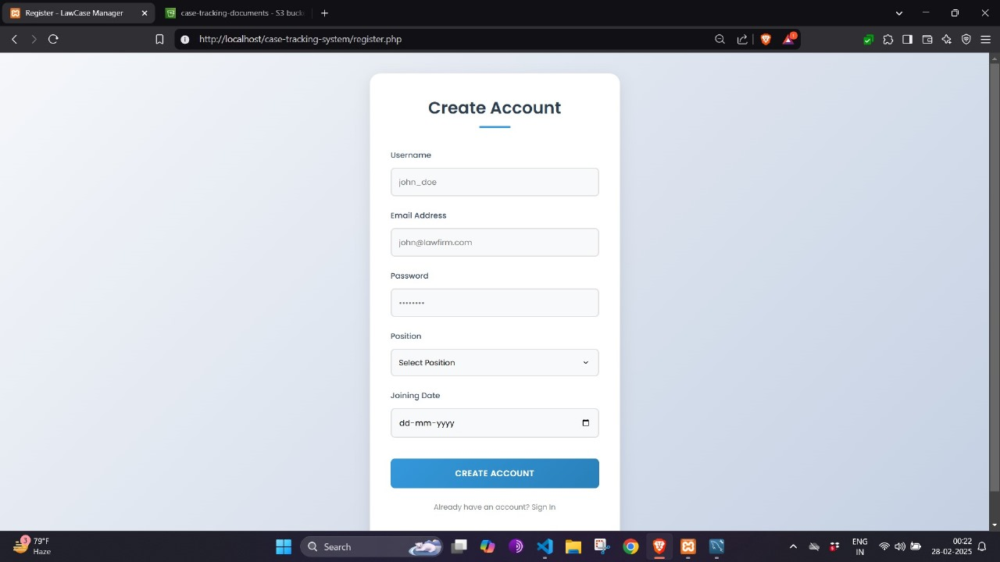 Register - LawCase Manager
case-tracking-documents - S3 buck
http://localhost/case-tracking-system/register.php
1
Create Account
Username
john_doe
Email Address
john@lawfirm.com
Password
••••••••
Position
Select Position
Joining Date
dd-mm-yyyy
CREATE ACCOUNT
Already have an account? Sign In
3
79°F
Haze
Search
ENG
IN
00:22
28-02-2025